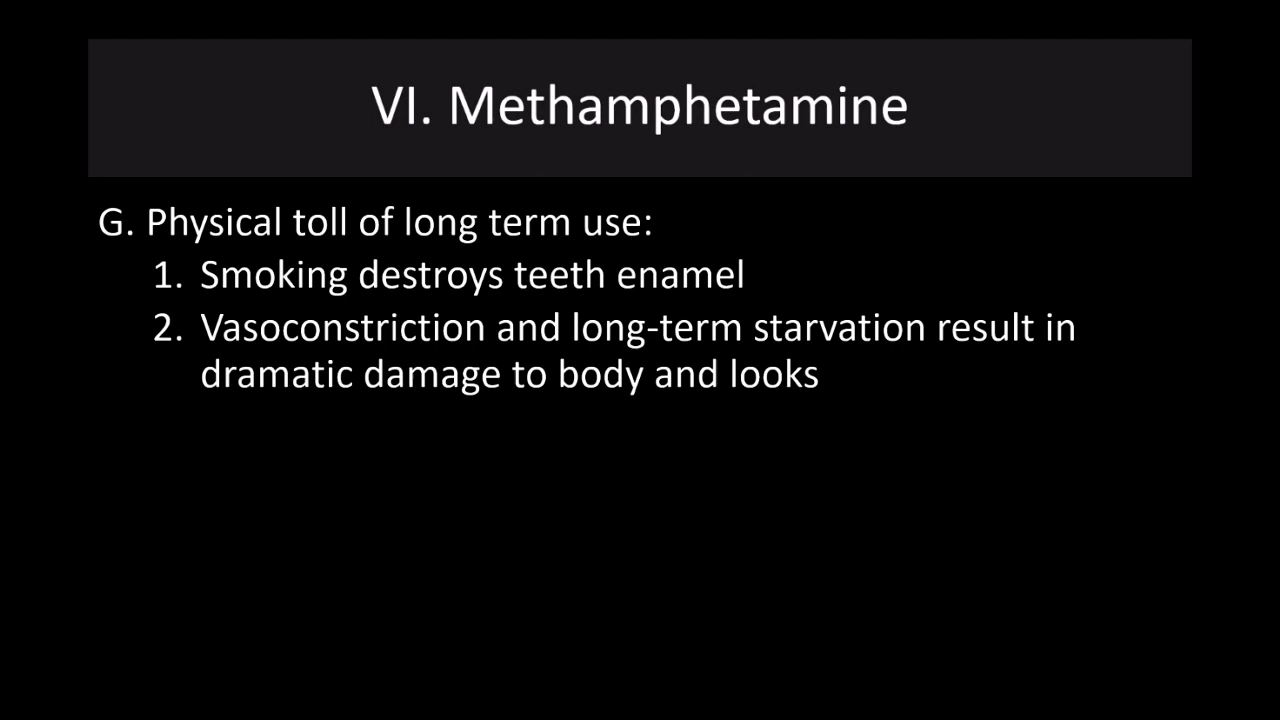 VI. Methamphetamine
G. Physical toll of long term use:
1. Smoking destroys teeth enamel
2. Vasoconstriction and long-term starvation result in
dramatic damage to body and looks